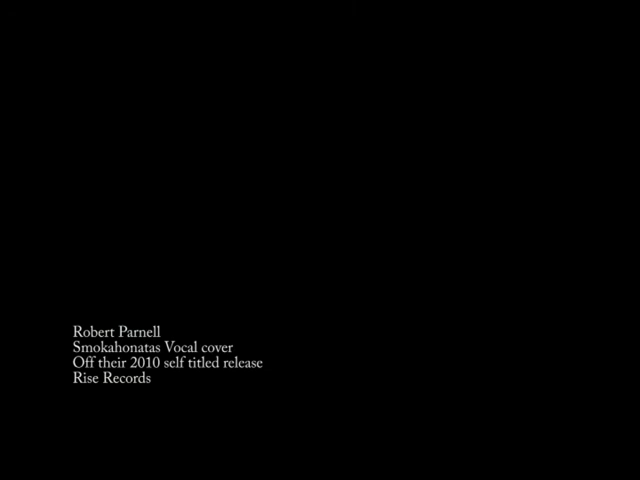 Robert Parnell
Smokahonatas Vocal cover
Off their 2010 self titled release
Rise Records